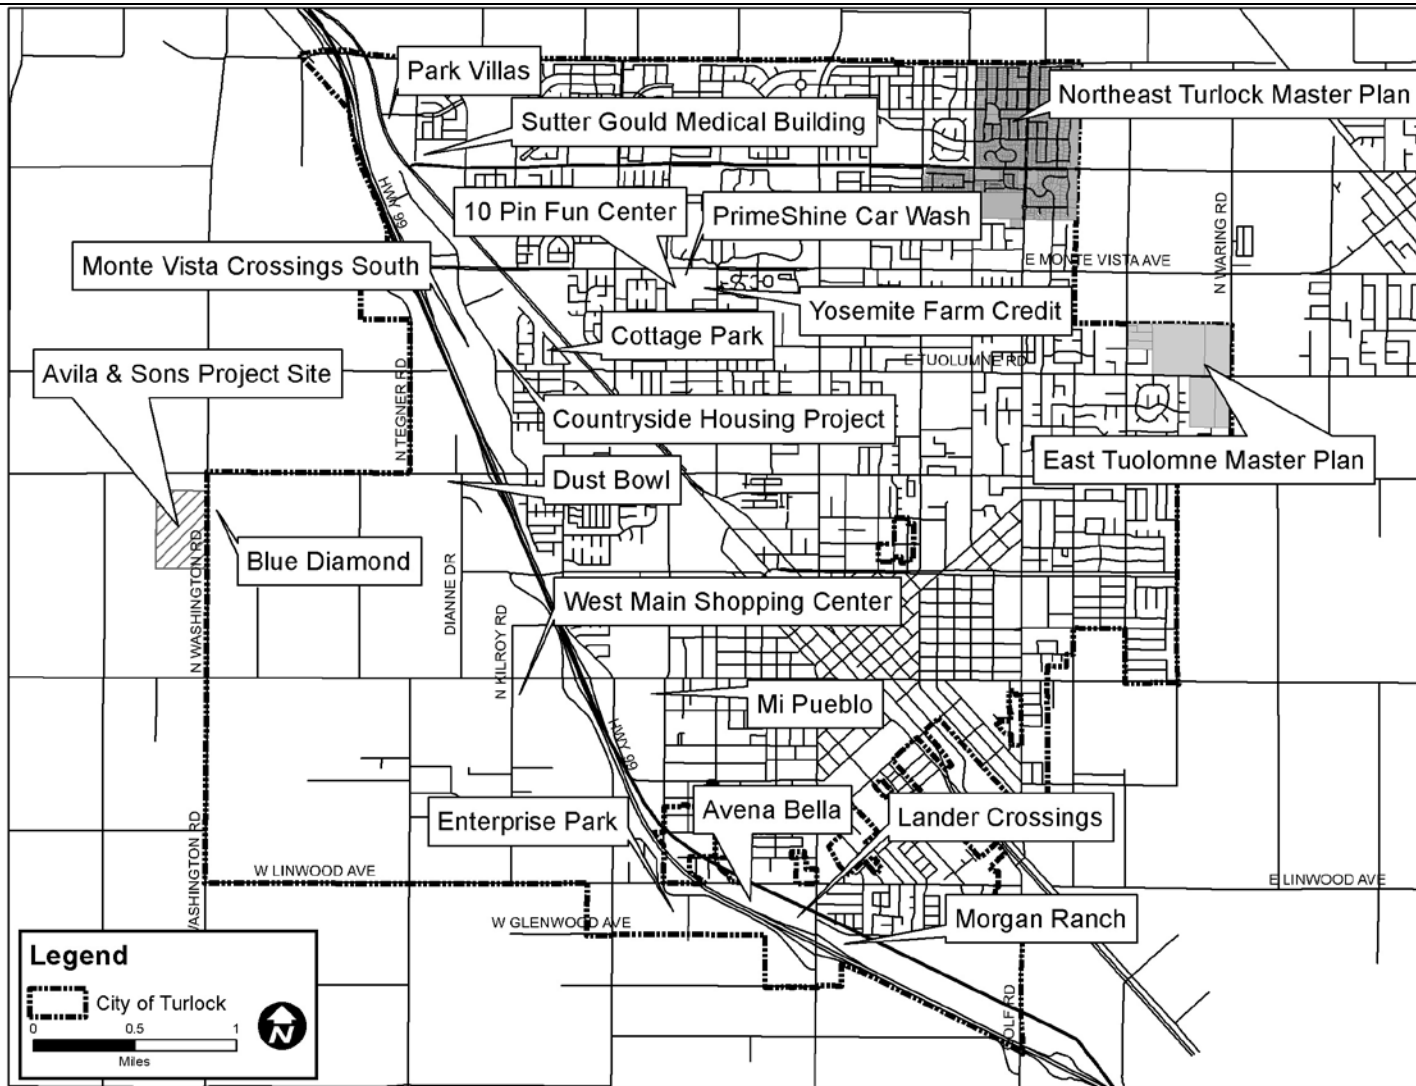 Park Villas
Northeast Turlock Master Plan
Sutter Gould Medical Building
HWY 99
10 Pin Fun Center
PrimeShine Car Wash
N WARING RD
Monte Vista Crossings South
E MONTE VISTA AVE
Yosemite Farm Credit
Cottage Park
E TUOLUMNE RD
Avila & Sons Project Site
N TEGNER RD
Countryside Housing Project
East Tuolomne Master Plan
Dust Bowl
Blue Diamond
N WASHINGTON RD
DIANNE DR
N KILROY RD
West Main Shopping Center
Mi Pueblo
HWY 99
Avena Bella
Lander Crossings
Enterprise Park
W LINWOOD AVE
E LINWOOD AVE
WASHINGTON RD
W GLENWOOD AVE
Morgan Ranch
OLF RD
Legend
City of Turlock
0 0.5 1
Miles
N